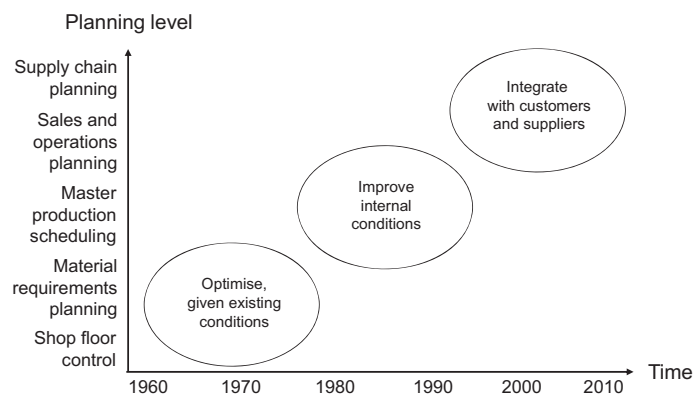 Planning level
Supply chain
planning
Sales and
operations
planning
Master
production
scheduling
Material
requirements
planning
Shop floor
control
Integrate
with customers
and suppliers
Improve
internal
conditions
Optimise,
given existing
conditions
1960 1970 1980 1990 2000 2010
Time